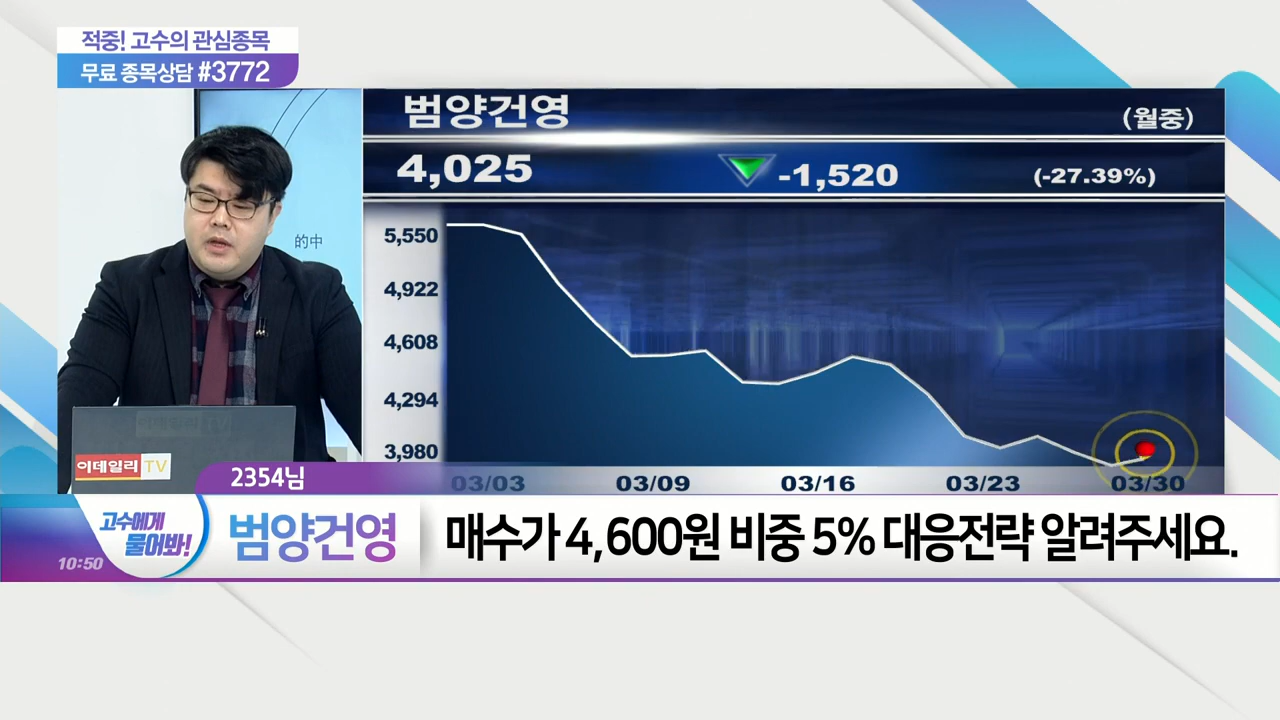 적중! 고수의 관심종목
무료 종목상담 #3772
的中
범양건영
(월중)
4,025
-1,520
(-27.39%)
5,550
4,922
4,608
4,294
3,980
03/03
03/09
03/16
03/23
03/30
이데일리 TV
2354님
고수에게
물어봐!
10:50
범양건영
매수가 4,600원 비중 5% 대응전략 알려주세요.